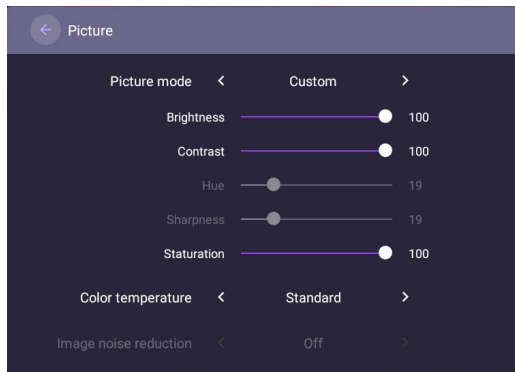 Picture
Picture mode < Custom >
Brightness 100
Contrast 100
Hue 19
Sharpness 19
Staturation 100
Color temperature < Standard >
Image noise reduction < Off >